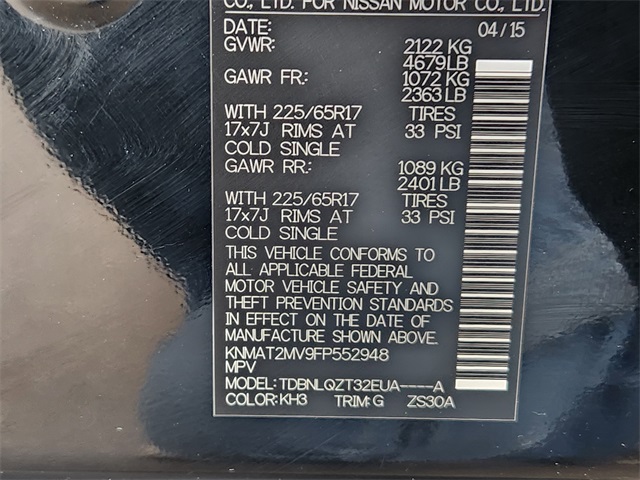 CO., LTD. FOR NISSAN MOTOR CO., LTD.
DATE: 04/15
GVWR: 2122 KG
4679LB
GAWR FR: 1072 KG
2363 LB
WITH 225/65R17 TIRES
17x7J RIMS AT 33 PSI
COLD SINGLE
GAWR RR: 1089 KG
2401 LB
WITH 225/65R17 TIRES
17x7J RIMS AT 33 PSI
COLD SINGLE
THIS VEHICLE CONFORMS TO
ALL APPLICABLE FEDERAL
MOTOR VEHICLE SAFETY AND
THEFT PREVENTION STANDARDS
IN EFFECT ON THE DATE OF
MANUFACTURE SHOWN ABOVE.
KNMAT2MV9FP552948
MPV
MODEL: TDBNLQZT32EUA----A
COLOR: KH3 TRIM:G ZS30A